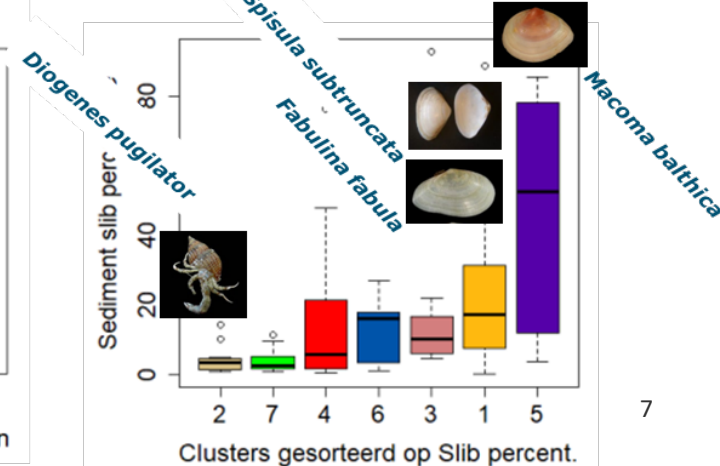 Spisula subtruncata
Macoma balthica
Diogenes pugilator
Fabulina fabula
Sediment slib perc
80
40
20
0
2 7 4 6 3 1 5
Clusters gesorteerd op Slib percent.
7
n